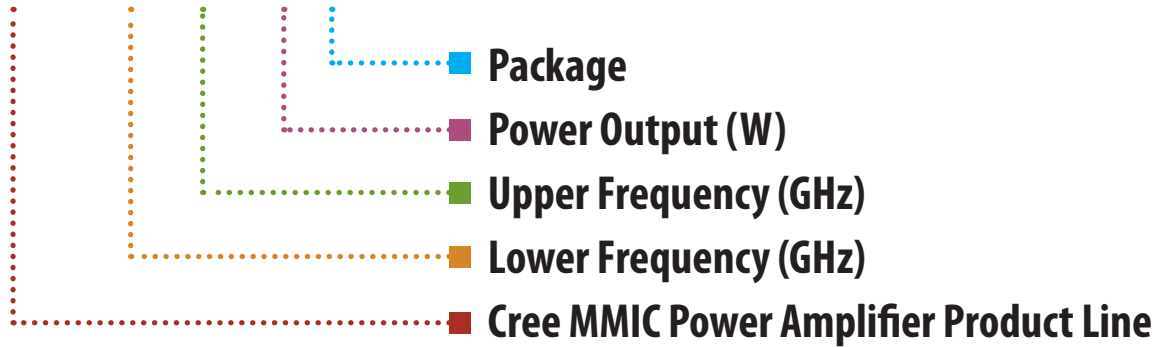 Package
Power Output (W)
Upper Frequency (GHz)
Lower Frequency (GHz)
Cree MMIC Power Amplifier Product Line